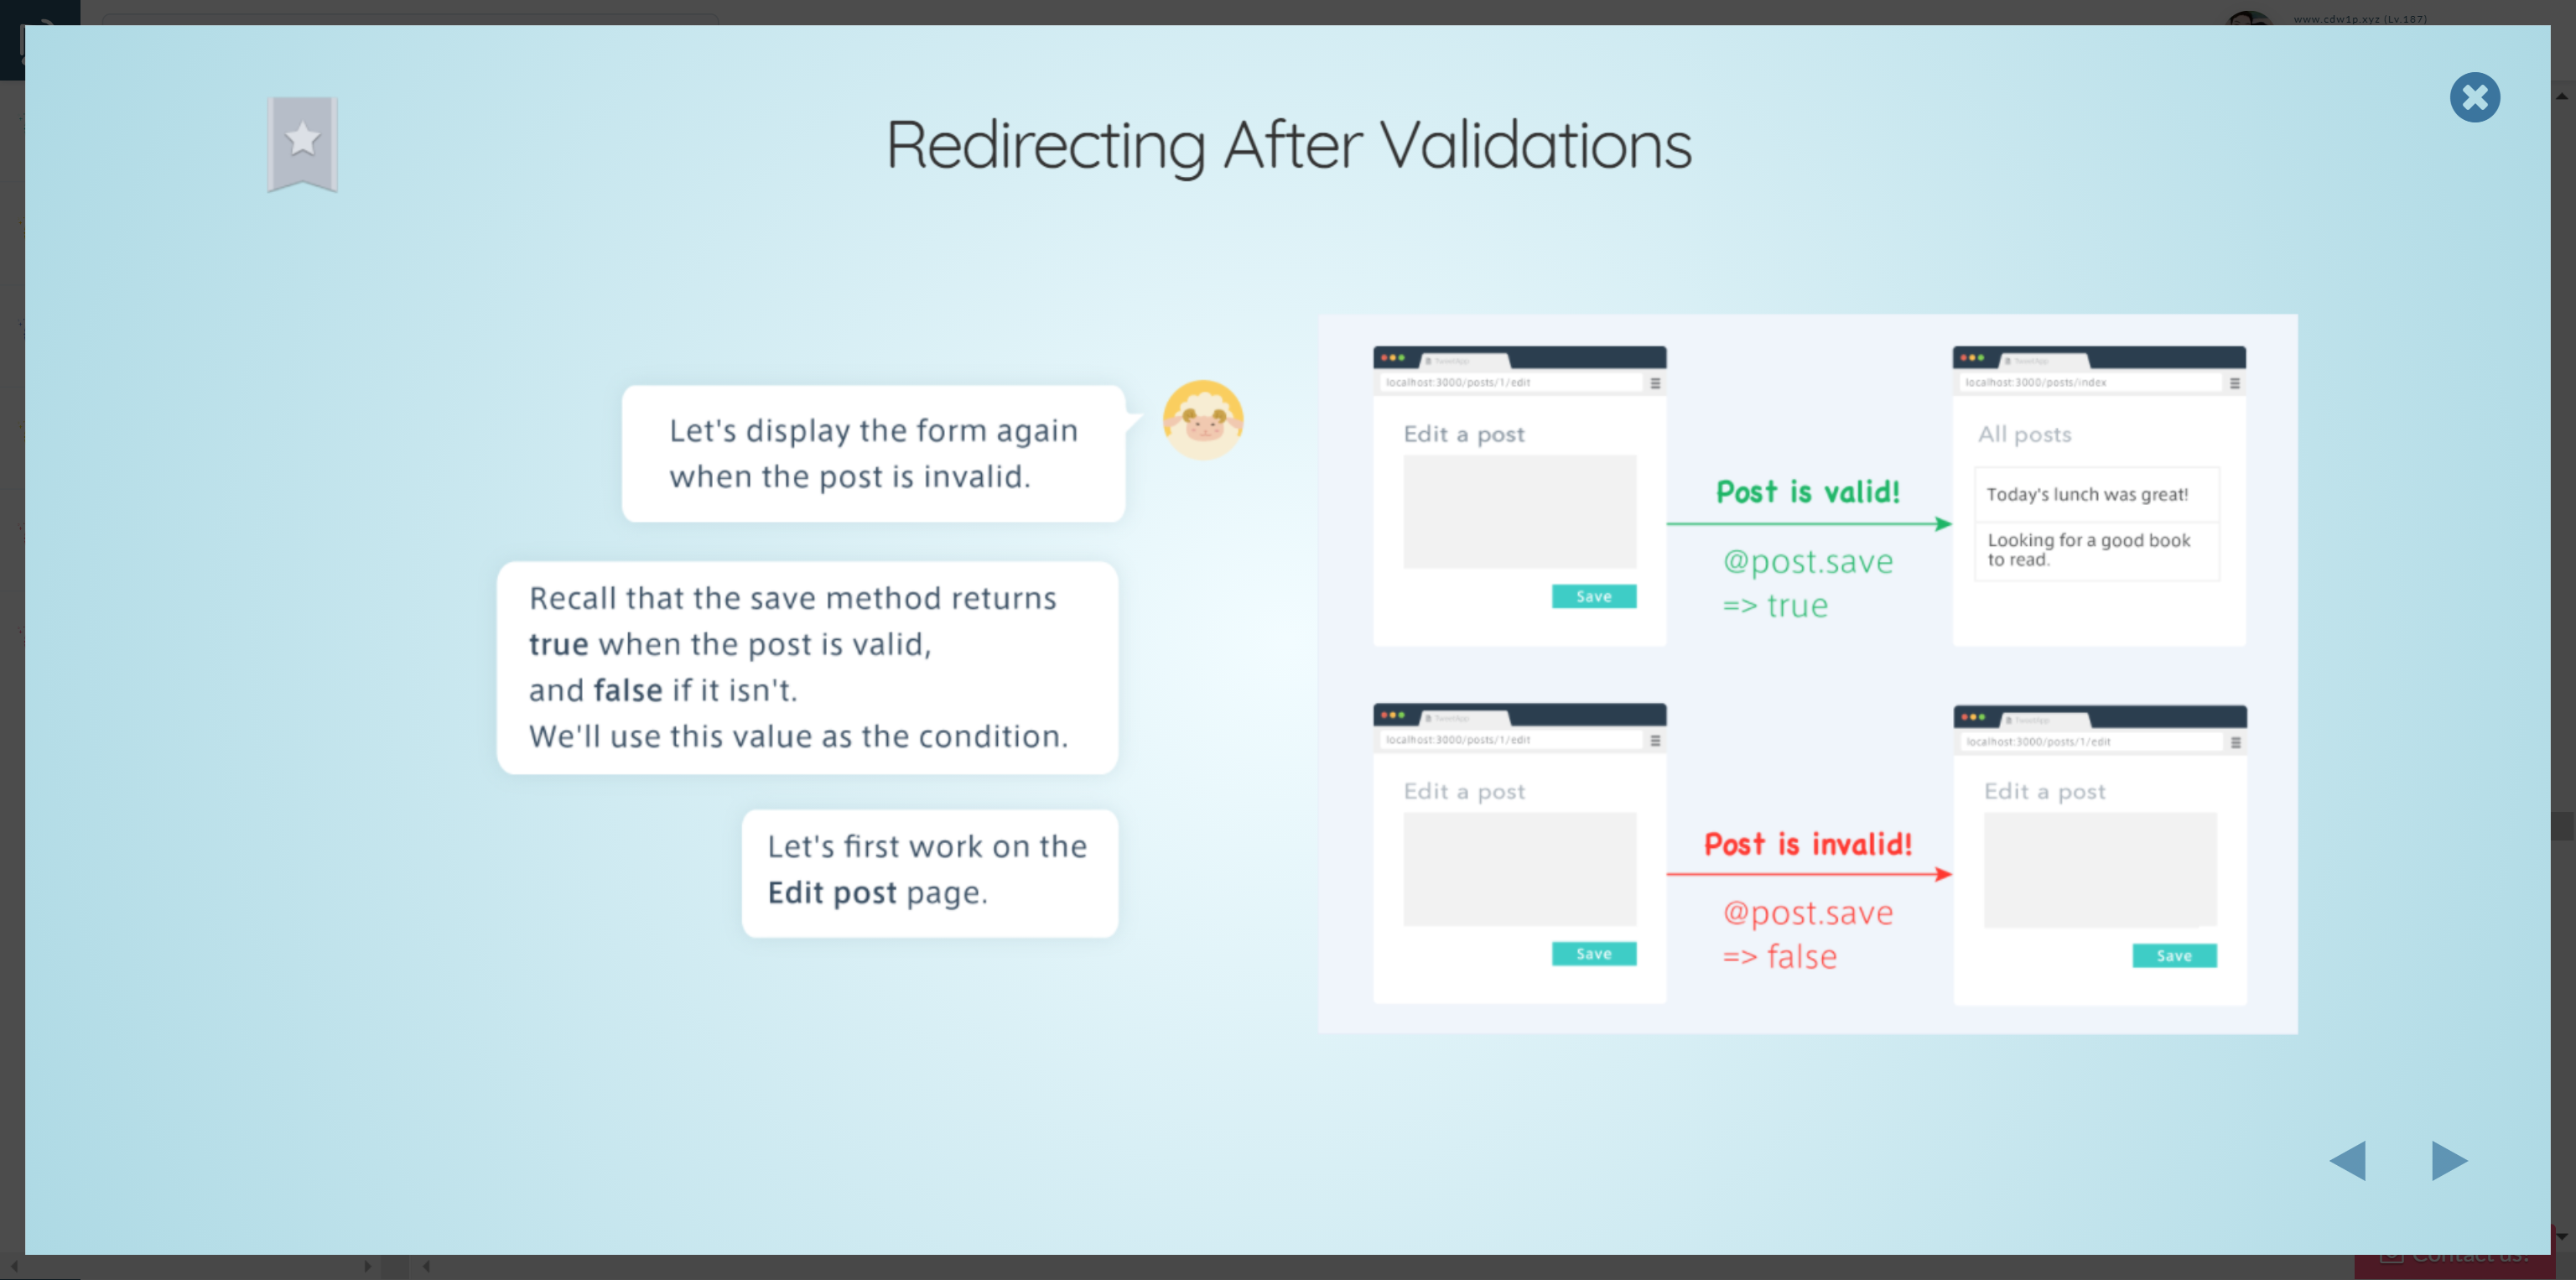 www.cdw1p.xyz (Lv.187)
Redirecting After Validations
Let's display the form again
when the post is invalid.
Recall that the save method returns
true when the post is valid,
and false if it isn't.
We'll use this value as the condition.
Let's first work on the
Edit post page.
TweetApp
localhost:3000/posts/1/edit
Edit a post
Save
Post is valid!
@post.save
=> true
TweetApp
localhost:3000/posts/index
All posts
Today's lunch was great!
Looking for a good book
to read.
TweetApp
localhost:3000/posts/1/edit
Edit a post
Save
Post is invalid!
@post.save
=> false
TweetApp
localhost:3000/posts/1/edit
Edit a post
Save
Contact us!